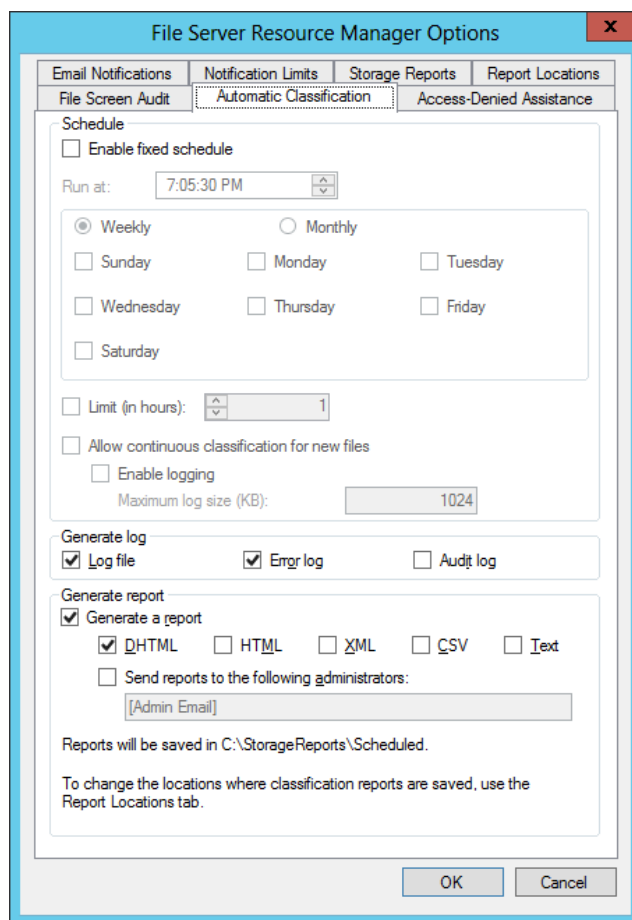 File Server Resource Manager Options
x
Email Notifications Notification Limits Storage Reports Report Locations
File Screen Audit Automatic Classification Access-Denied Assistance
Schedule
Enable fixed schedule
Run at: 7:05:30 PM
Weekly Monthly
Sunday Monday Tuesday
Wednesday Thursday Friday
Saturday
Limit (in hours): 1
Allow continuous classification for new files
Enable logging
Maximum log size (KB): 1024
Generate log
Log file Error log Audit log
Generate report
Generate a report
DHTML HTML XML CSV Text
Send reports to the following administrators:
[Admin Email]
Reports will be saved in C:\StorageReports\Scheduled.
To change the locations where classification reports are saved, use the
Report Locations tab.
OK Cancel